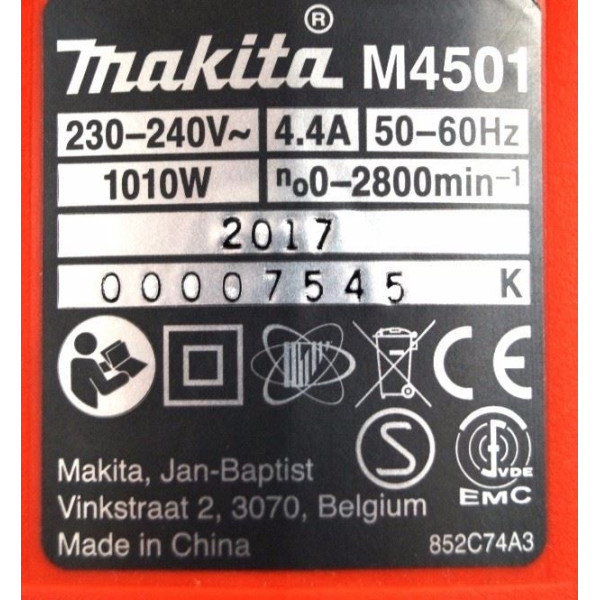 ®
makita M4501
230–240V~ 4.4A 50–60Hz
1010W n₀0–2800min⁻¹
2017
00007545 K
CE
S
VDE
EMC
Makita, Jan-Baptist
Vinkstraat 2, 3070, Belgium
Made in China 852C74A3